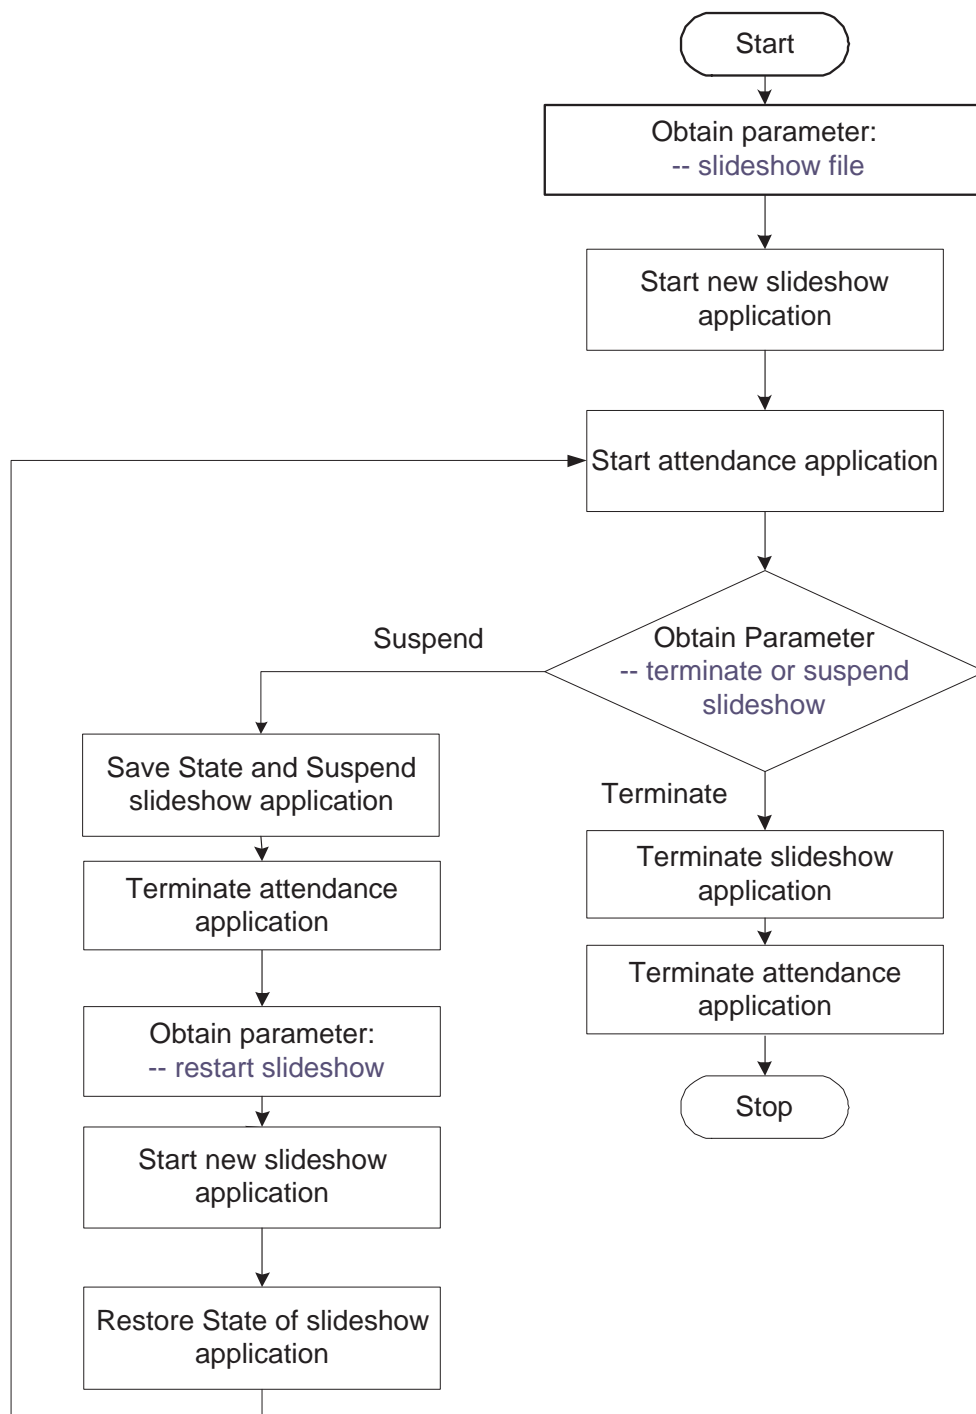 Start
Obtain parameter:
-- slideshow file
Start new slideshow
application
Start attendance application
Obtain Parameter
-- terminate or suspend
slideshow
Suspend
Terminate
Save State and Suspend
slideshow application
Terminate attendance
application
Obtain parameter:
-- restart slideshow
Start new slideshow
application
Restore State of slideshow
application
Terminate slideshow
application
Terminate attendance
application
Stop